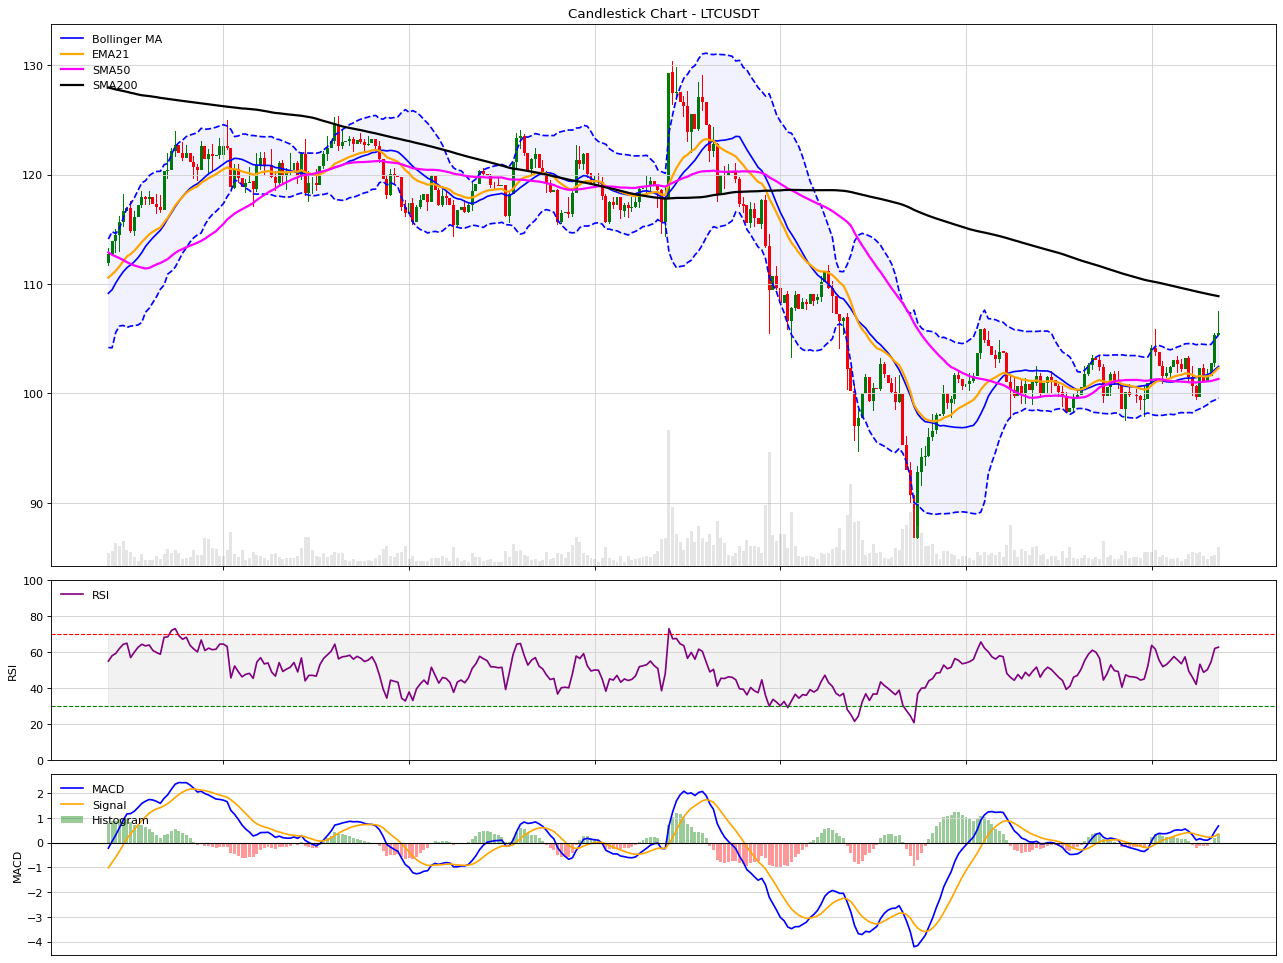 Candlestick Chart - LTCUSDT
Bollinger MA
EMA21
SMA50
SMA200
130
120
110
100
90
RSI
100
80
60
40
20
0
RSI
MACD
Signal
Histogram
2
1
0
−1
−2
−3
−4
MACD